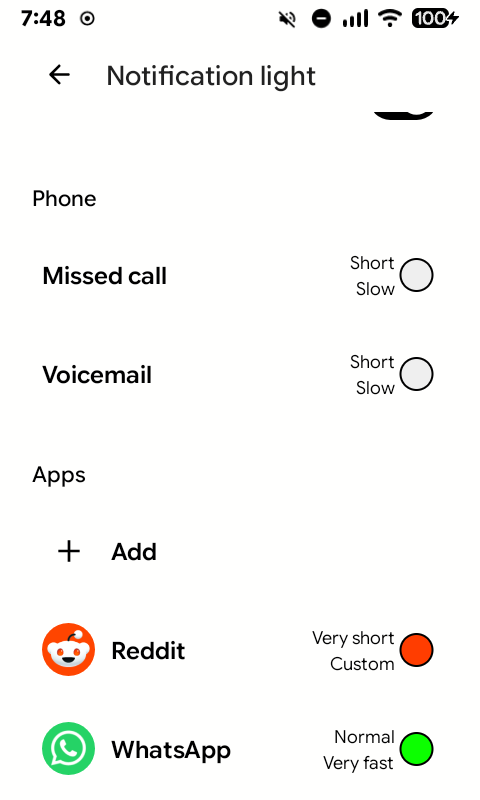 7:48 100
Notification light
Phone
Missed call Short
Slow
Voicemail Short
Slow
Apps
Add
Reddit Very short
Custom
WhatsApp Normal
Very fast